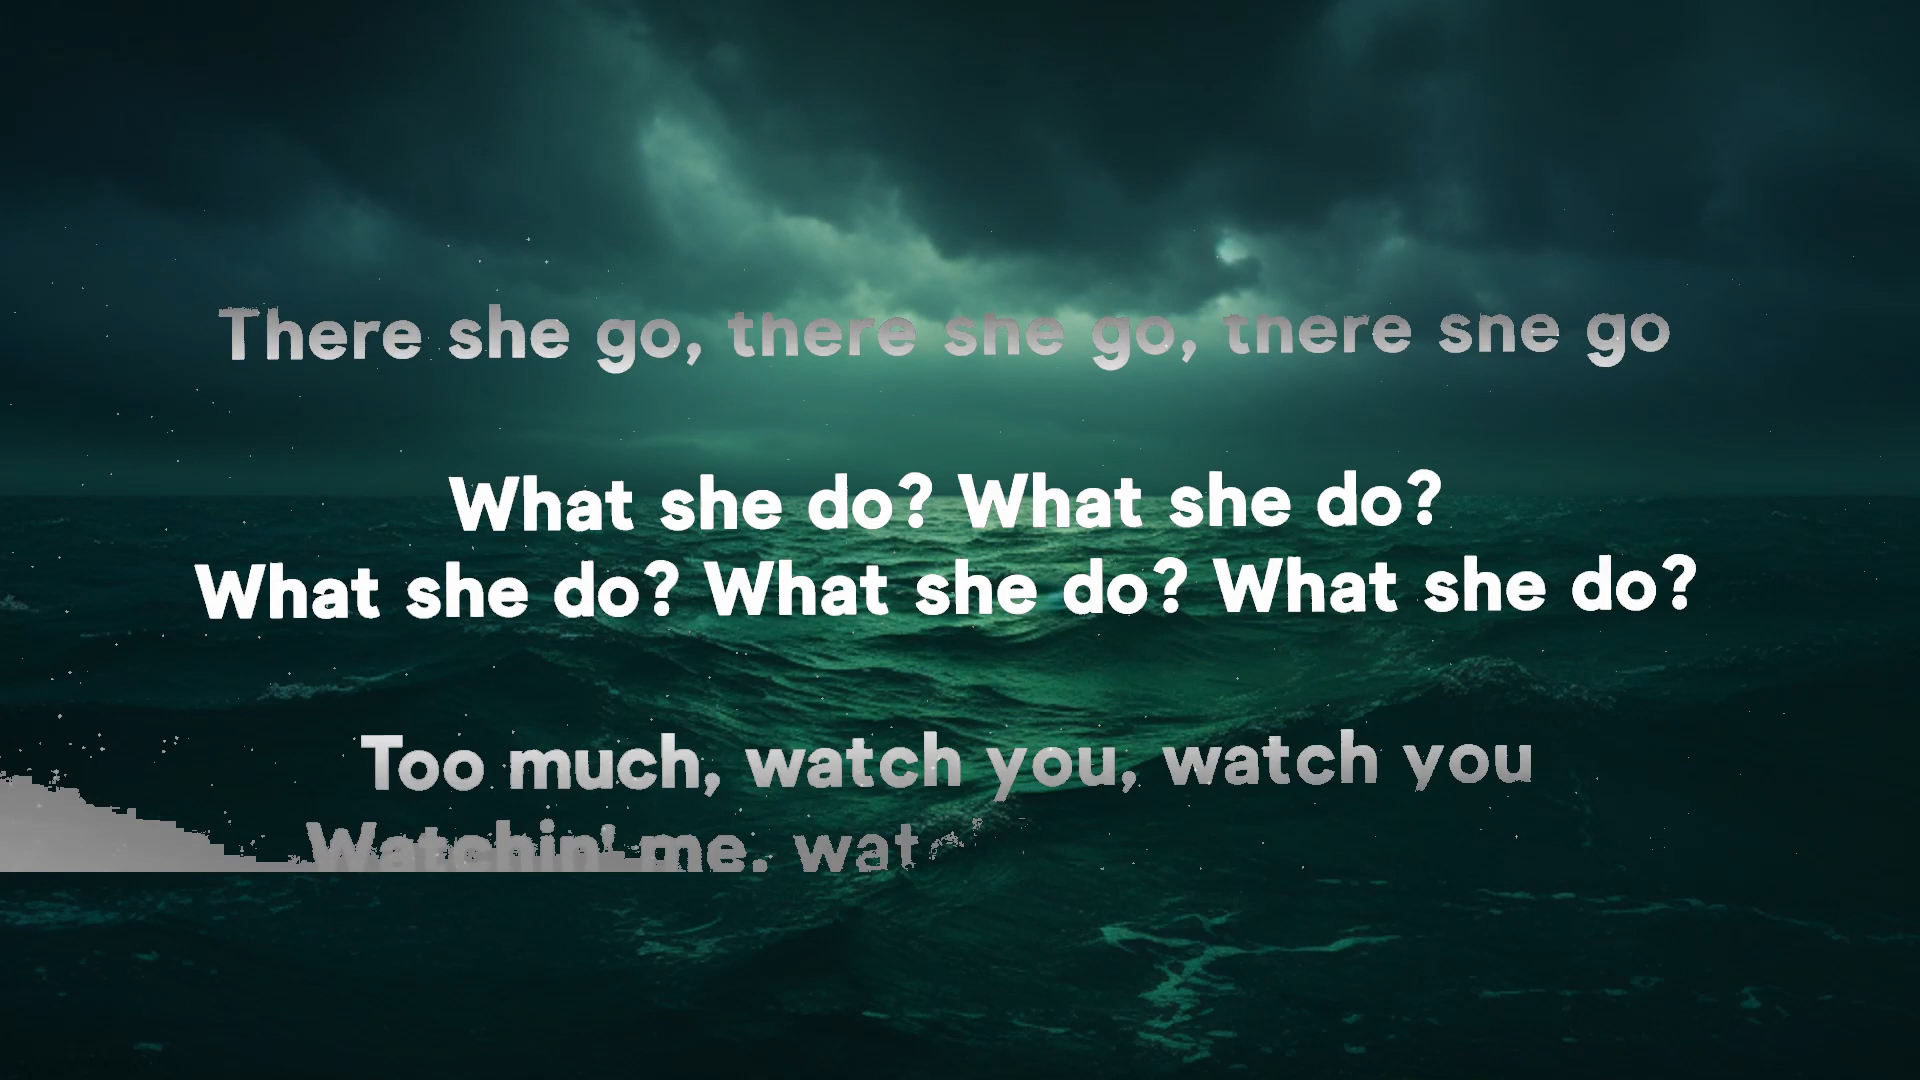 There she go, there she go, there she go
What she do? What she do?
What she do? What she do? What she do?
Too much, watch you, watch you
Watchin' me, wat